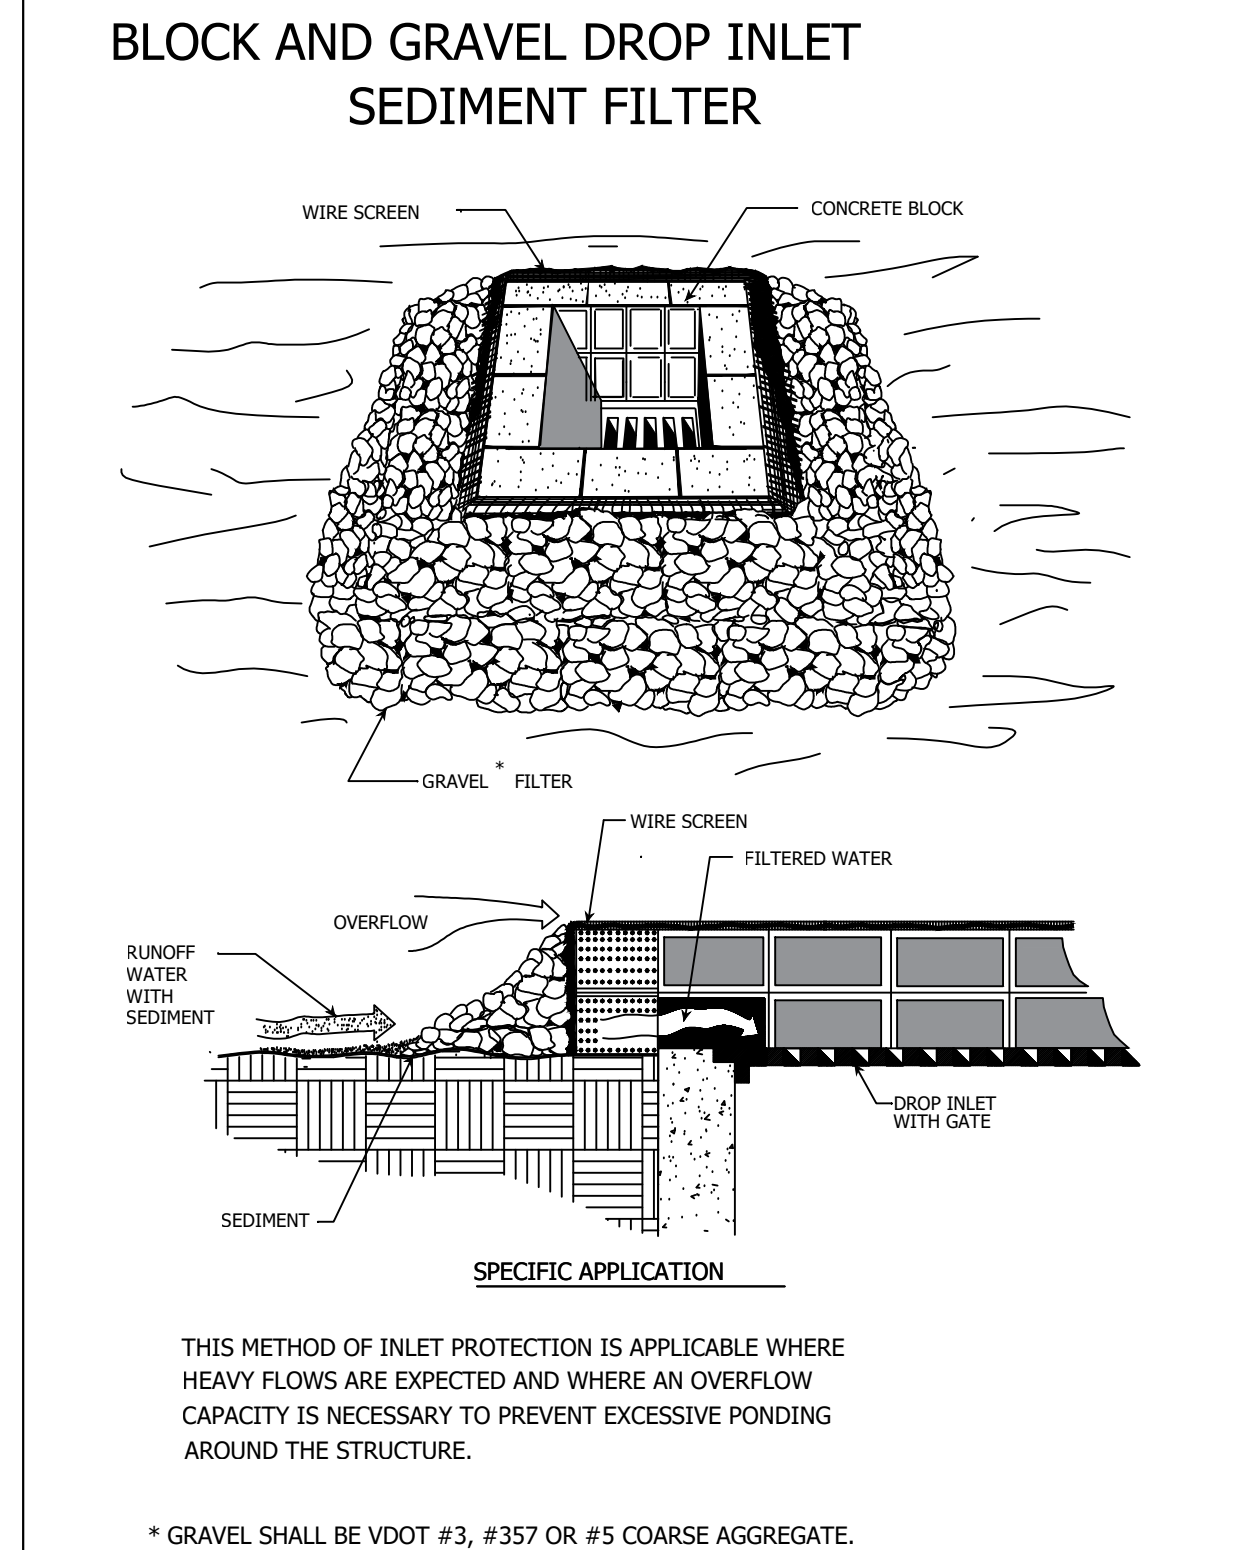 BLOCK AND GRAVEL DROP INLET
SEDIMENT FILTER
WIRE SCREEN
CONCRETE BLOCK
GRAVEL * FILTER
WIRE SCREEN
FILTERED WATER
OVERFLOW
RUNOFF
WATER
WITH
SEDIMENT
DROP INLET
WITH GATE
SEDIMENT
SPECIFIC APPLICATION
THIS METHOD OF INLET PROTECTION IS APPLICABLE WHERE
HEAVY FLOWS ARE EXPECTED AND WHERE AN OVERFLOW
CAPACITY IS NECESSARY TO PREVENT EXCESSIVE PONDING
AROUND THE STRUCTURE.
* GRAVEL SHALL BE VDOT #3, #357 OR #5 COARSE AGGREGATE.